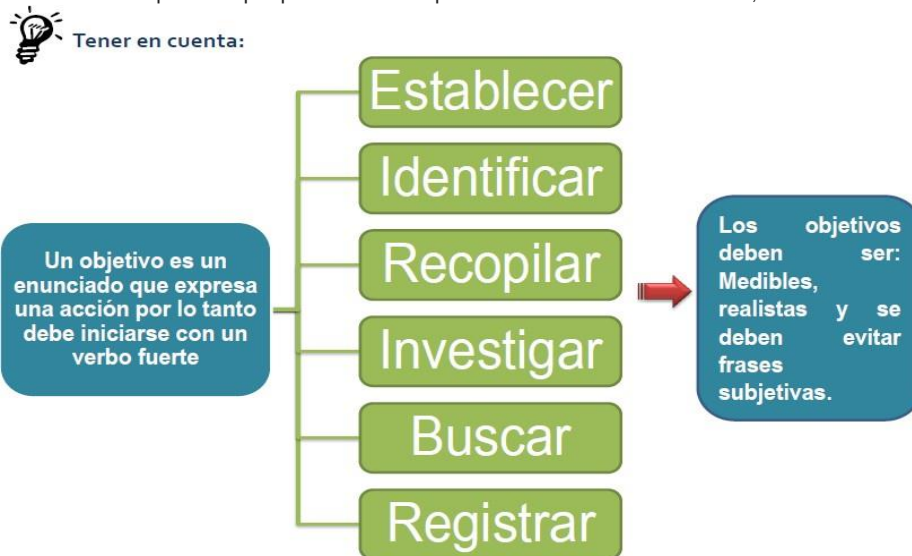 Tener en cuenta:
Establecer
Identificar
Recopilar
Investigar
Buscar
Registrar
Un objetivo es un
enunciado que expresa
una acción por lo tanto
debe iniciarse con un
verbo fuerte
Los objetivos
deben ser:
Medibles,
realistas y se
deben evitar
frases
subjetivas.